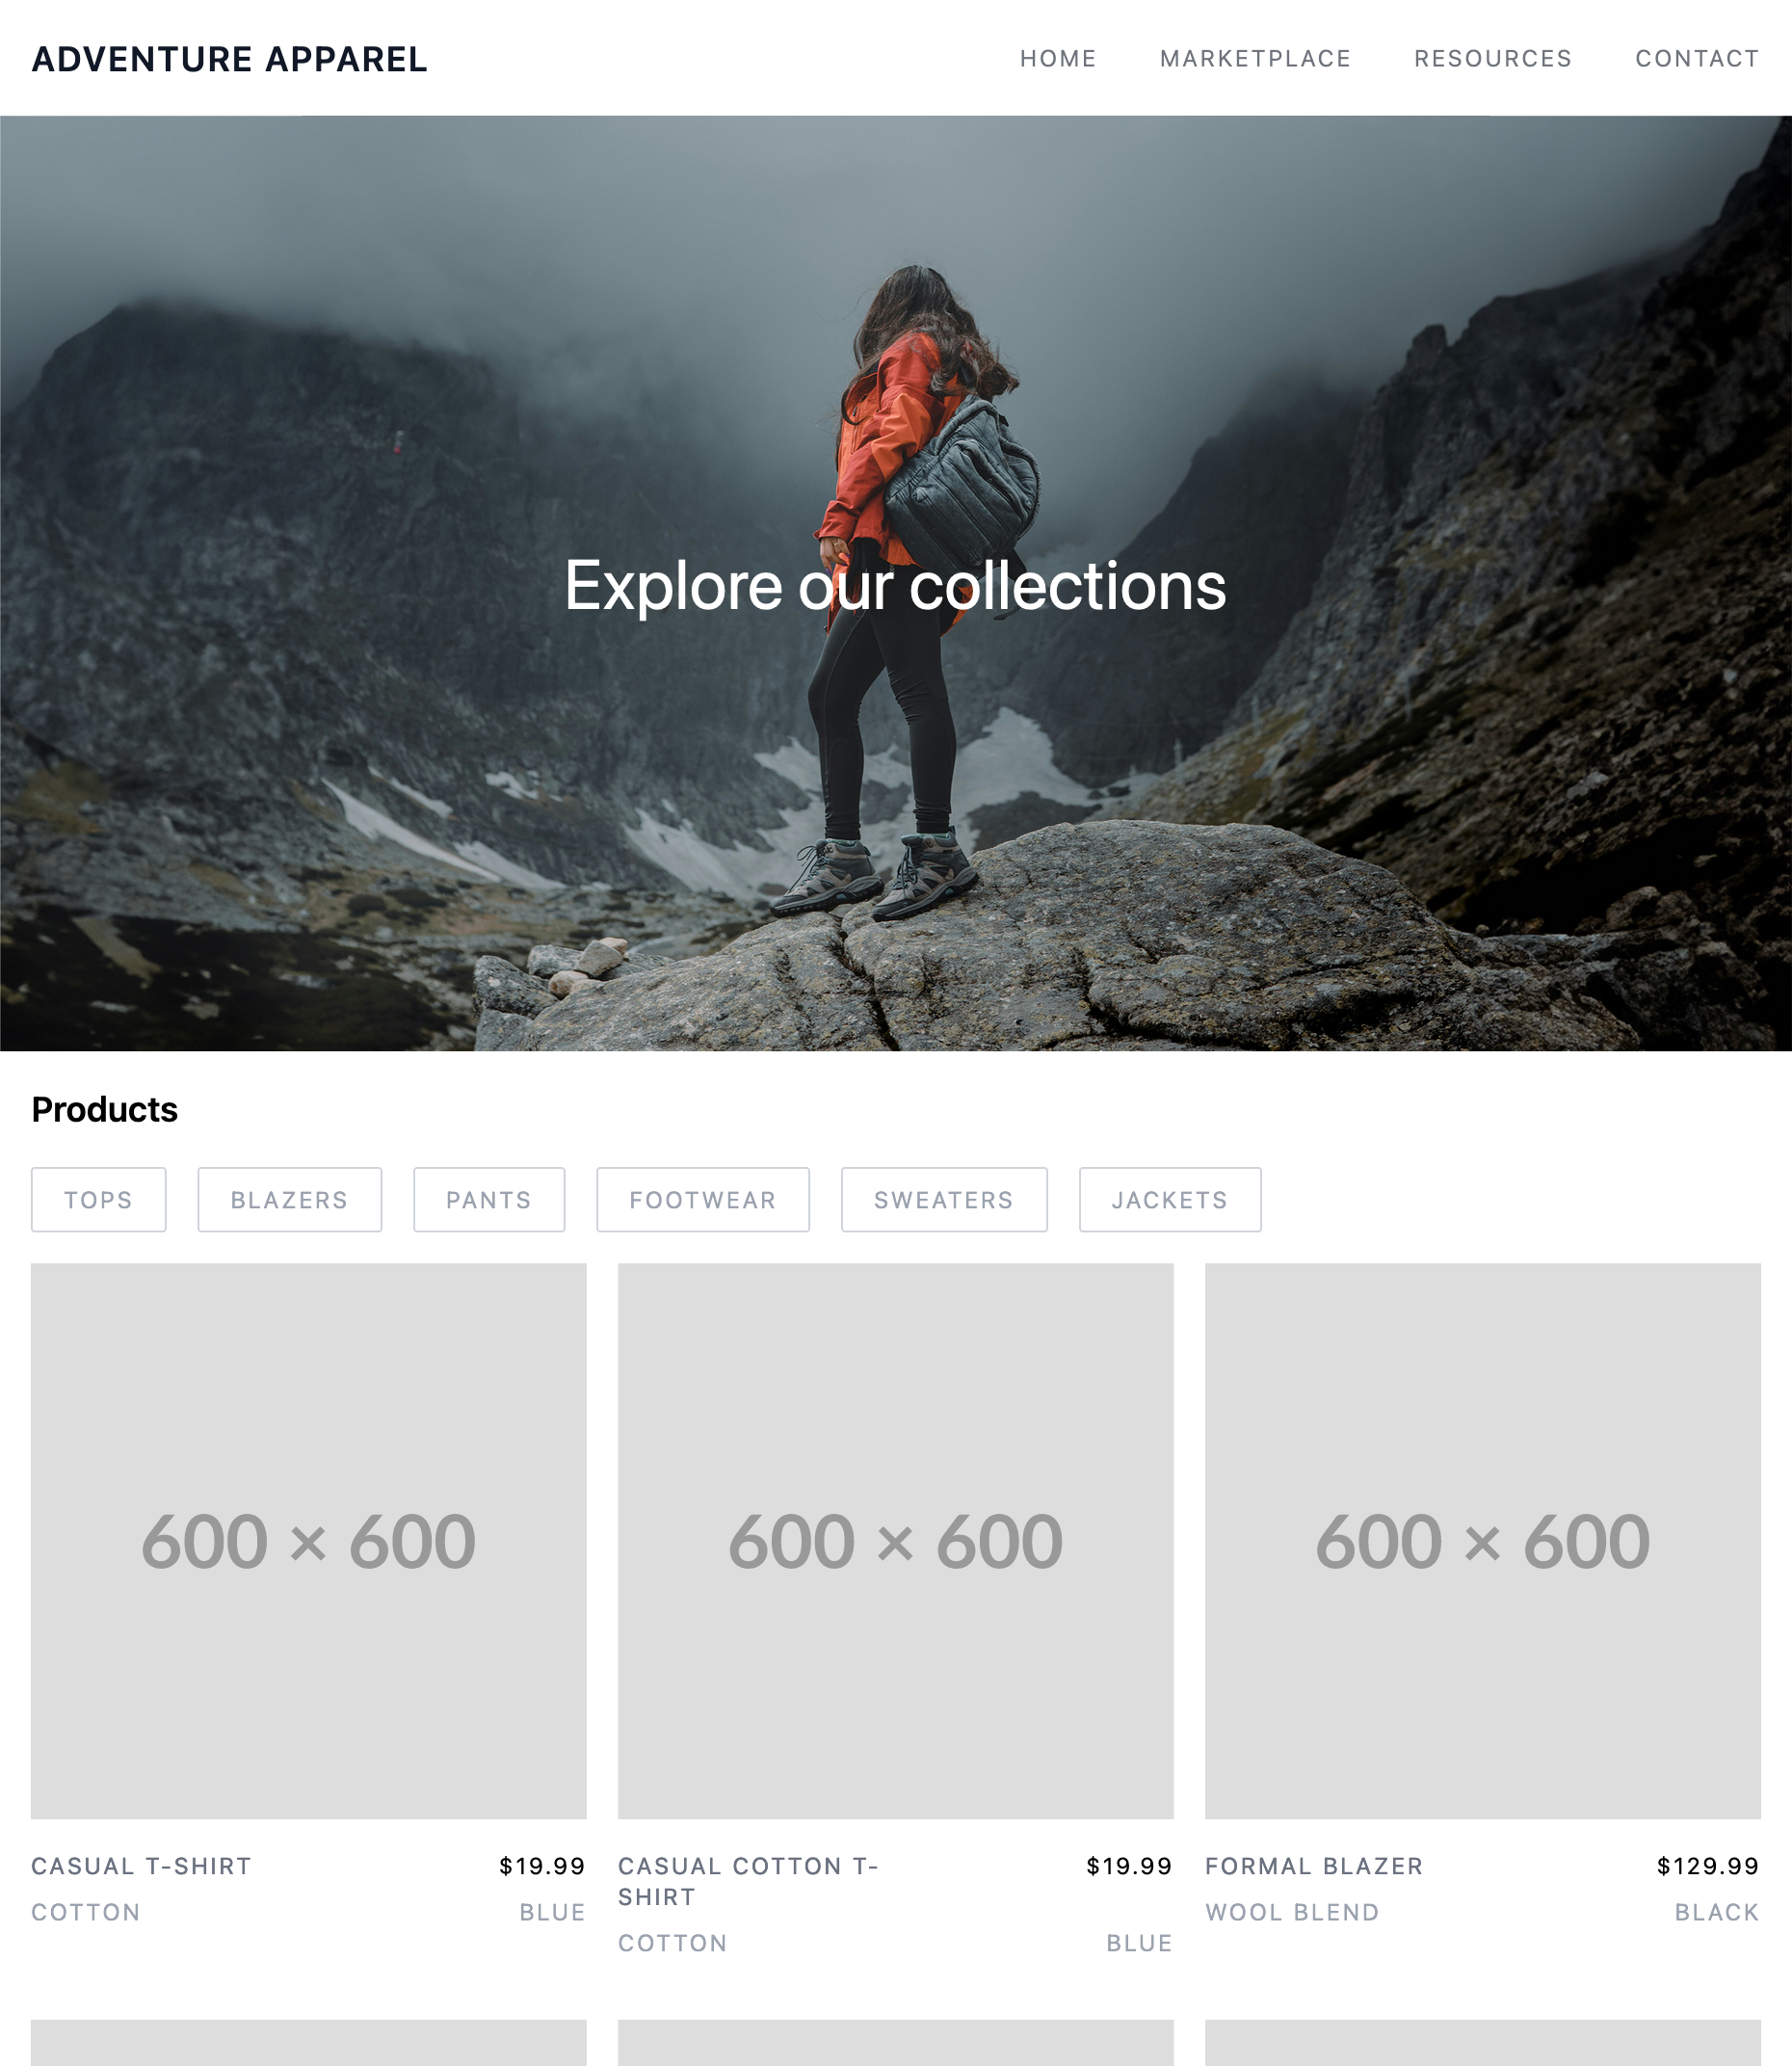 ADVENTURE APPAREL
HOME MARKETPLACE RESOURCES CONTACT
Explore our collections
Products
TOPS BLAZERS PANTS FOOTWEAR SWEATERS JACKETS
600 × 600 600 × 600 600 × 600
CASUAL T-SHIRT $19.99
COTTON BLUE
CASUAL COTTON T-
SHIRT $19.99
COTTON BLUE
FORMAL BLAZER $129.99
WOOL BLEND BLACK